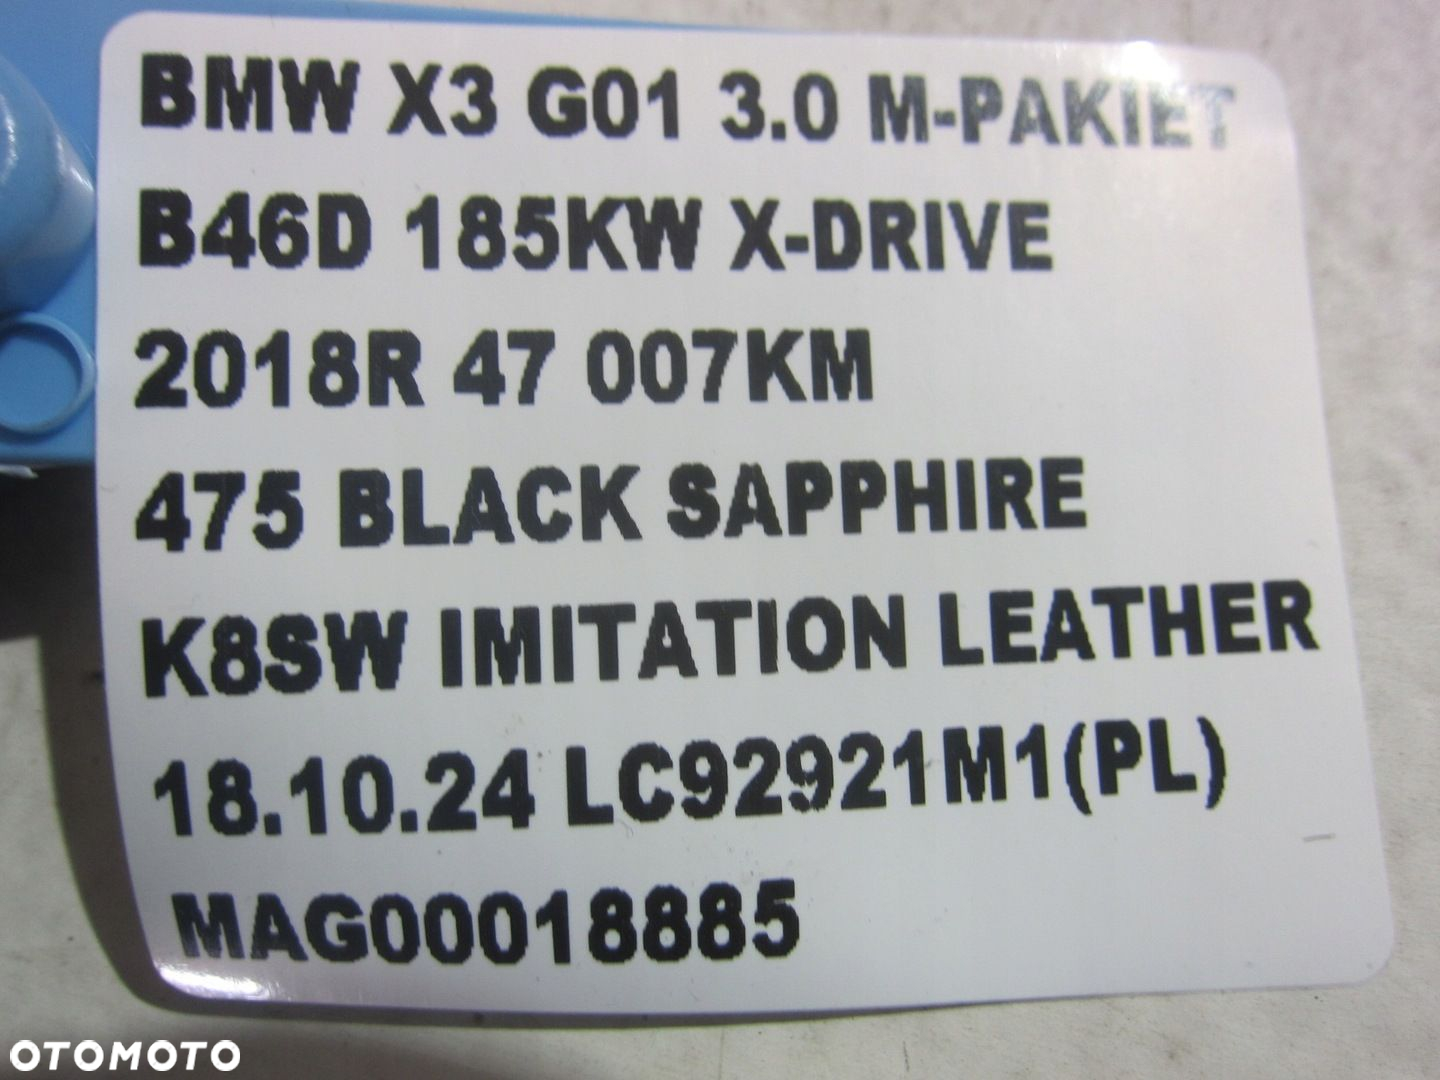 BMW X3 G01 3.0 M-PAKIET
B46D 185KW X-DRIVE
2018R 47 007KM
475 BLACK SAPPHIRE
K8SW IMITATION LEATHER
18.10.24 LC92921M1(PL)
MAG00018885
OTOMOTO